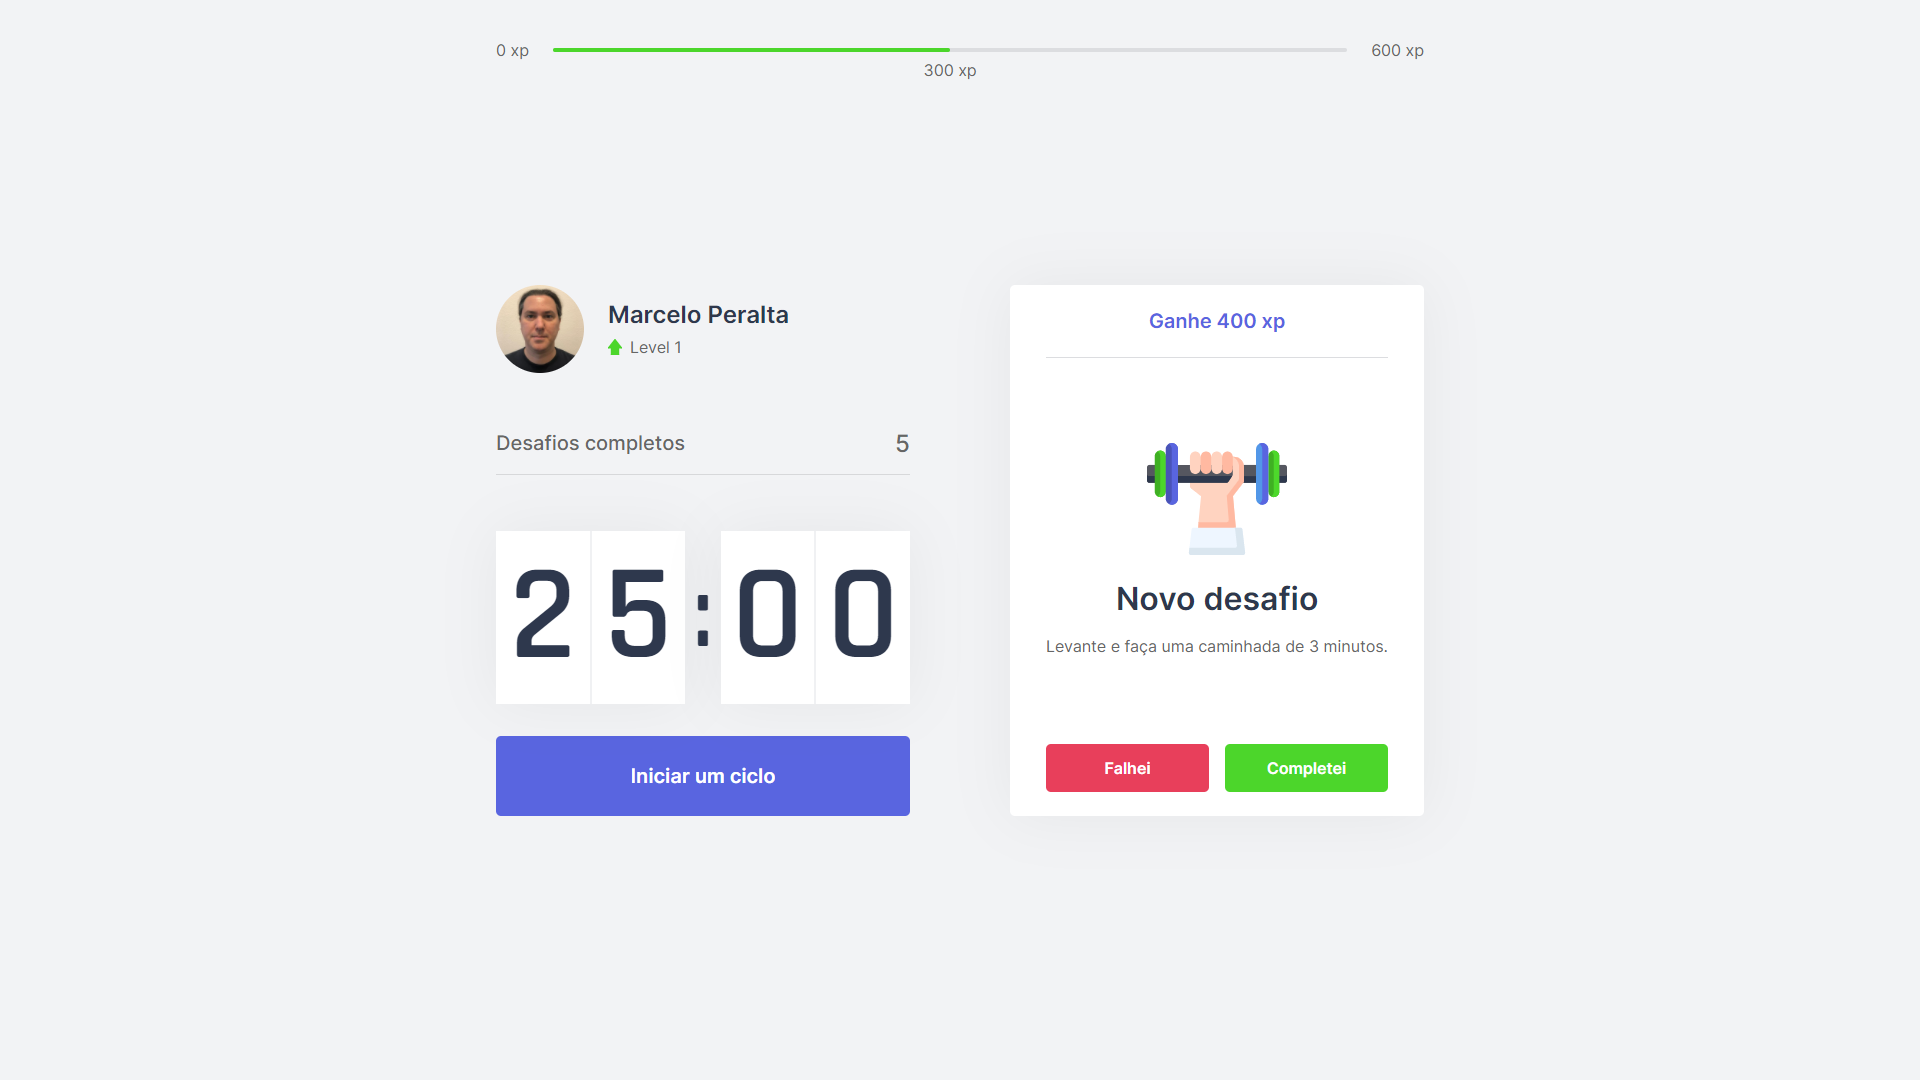 0 xp
600 xp
300 xp
Marcelo Peralta
Level 1
Desafios completos
5
25:00
Iniciar um ciclo
Ganhe 400 xp
Novo desafio
Levante e faça uma caminhada de 3 minutos.
Falhei
Completei